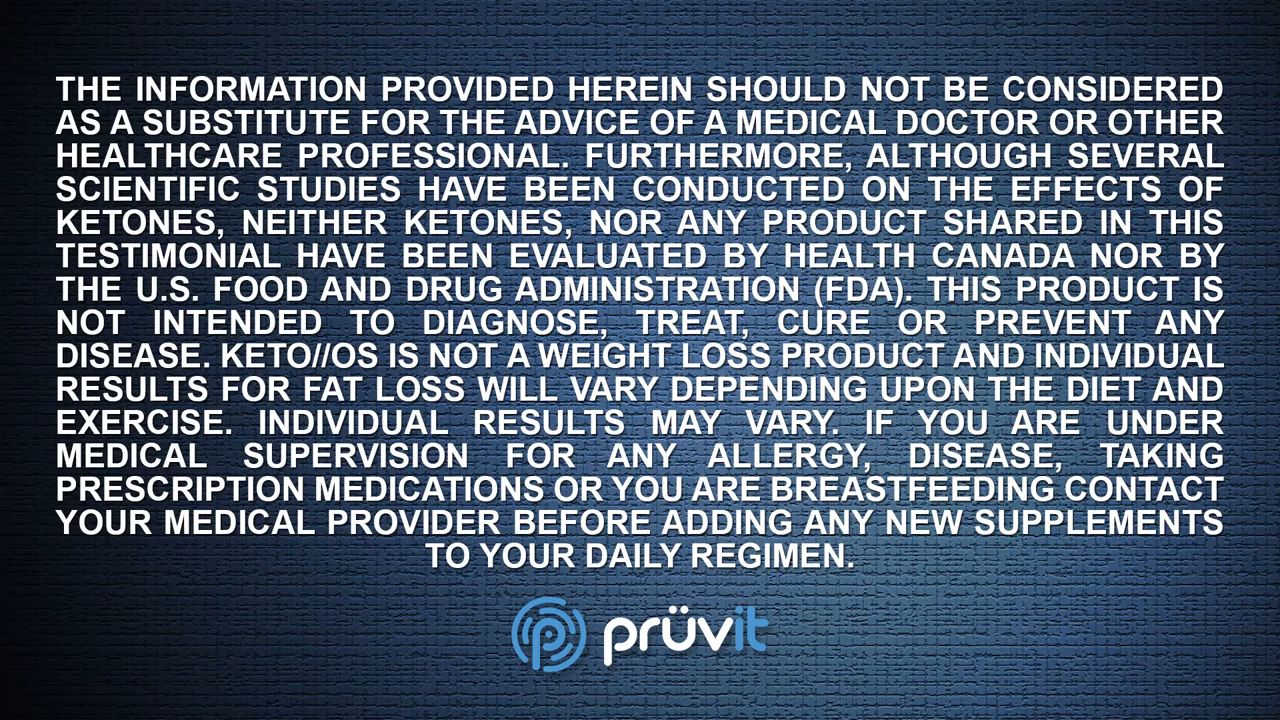 THE INFORMATION PROVIDED HEREIN SHOULD NOT BE CONSIDERED
AS A SUBSTITUTE FOR THE ADVICE OF A MEDICAL DOCTOR OR OTHER
HEALTHCARE PROFESSIONAL. FURTHERMORE, ALTHOUGH SEVERAL
SCIENTIFIC STUDIES HAVE BEEN CONDUCTED ON THE EFFECTS OF
KETONES, NEITHER KETONES, NOR ANY PRODUCT SHARED IN THIS
TESTIMONIAL HAVE BEEN EVALUATED BY HEALTH CANADA NOR BY
THE U.S. FOOD AND DRUG ADMINISTRATION (FDA). THIS PRODUCT IS
NOT INTENDED TO DIAGNOSE, TREAT, CURE OR PREVENT ANY
DISEASE. KETO//OS IS NOT A WEIGHT LOSS PRODUCT AND INDIVIDUAL
RESULTS FOR FAT LOSS WILL VARY DEPENDING UPON THE DIET AND
EXERCISE. INDIVIDUAL RESULTS MAY VARY. IF YOU ARE UNDER
MEDICAL SUPERVISION FOR ANY ALLERGY, DISEASE, TAKING
PRESCRIPTION MEDICATIONS OR YOU ARE BREASTFEEDING CONTACT
YOUR MEDICAL PROVIDER BEFORE ADDING ANY NEW SUPPLEMENTS
TO YOUR DAILY REGIMEN.
prüvit